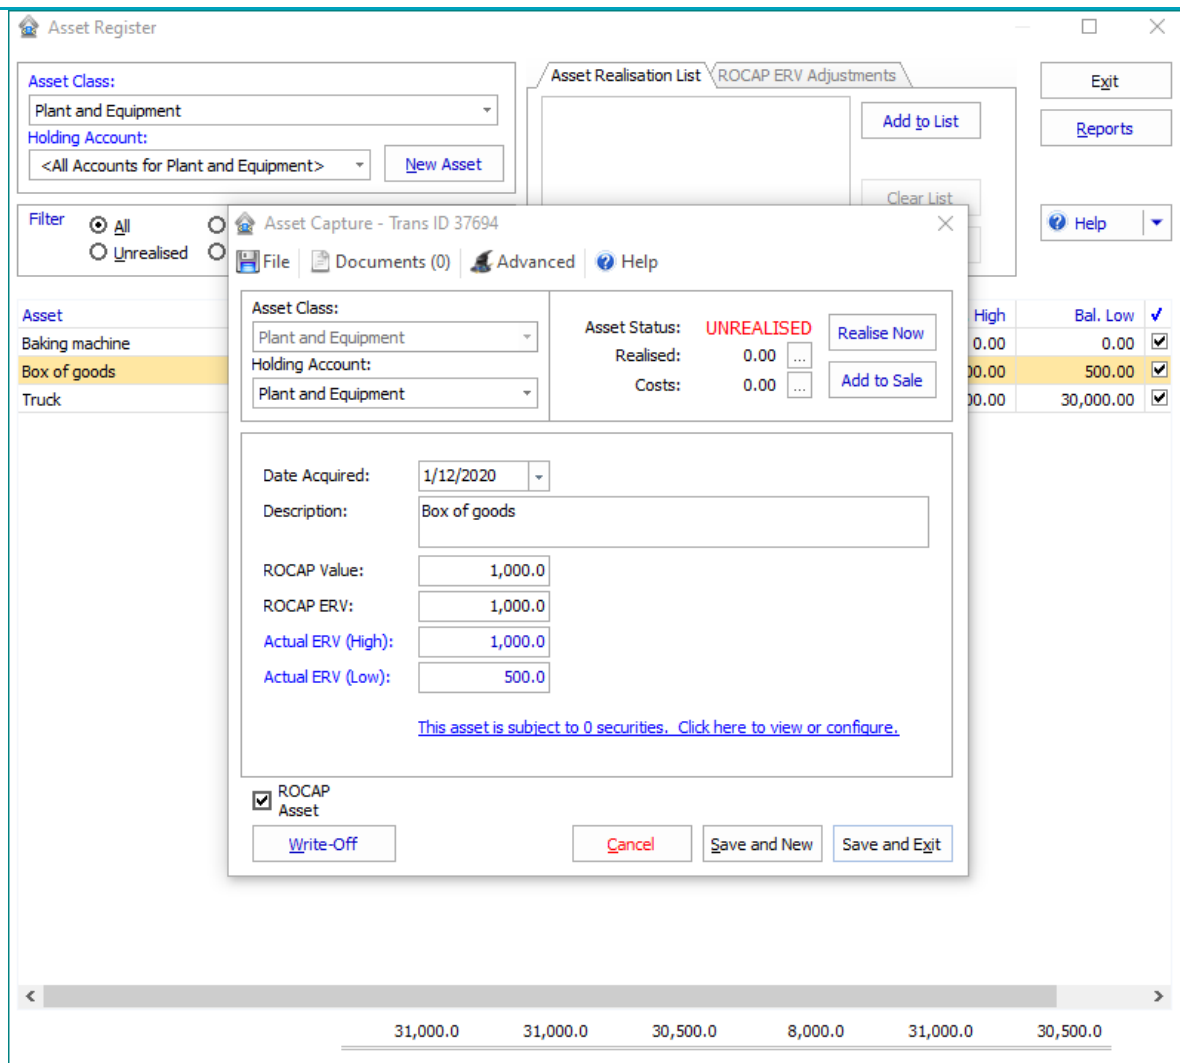 Asset Register
Asset Class:
Plant and Equipment
Holding Account:
<All Accounts for Plant and Equipment>
New Asset
Asset Realisation List
ROCAP ERV Adjustments
Add to List
Clear List
Exit
Reports
Help
Filter
All
Unrealised
Asset High Bal. Low
Baking machine 0.00 0.00
Box of goods 00.00 500.00
Truck 00.00 30,000.00
Asset Capture - Trans ID 37694
File Documents (0) Advanced Help
Asset Class:
Plant and Equipment
Holding Account:
Plant and Equipment
Asset Status: UNREALISED
Realised: 0.00 ...
Costs: 0.00 ...
Realise Now
Add to Sale
Date Acquired: 1/12/2020
Description: Box of goods
ROCAP Value: 1,000.0
ROCAP ERV: 1,000.0
Actual ERV (High): 1,000.0
Actual ERV (Low): 500.0
This asset is subject to 0 securities. Click here to view or configure.
ROCAP
Asset
Write-Off Cancel Save and New Save and Exit
31,000.0 31,000.0 30,500.0 8,000.0 31,000.0 30,500.0